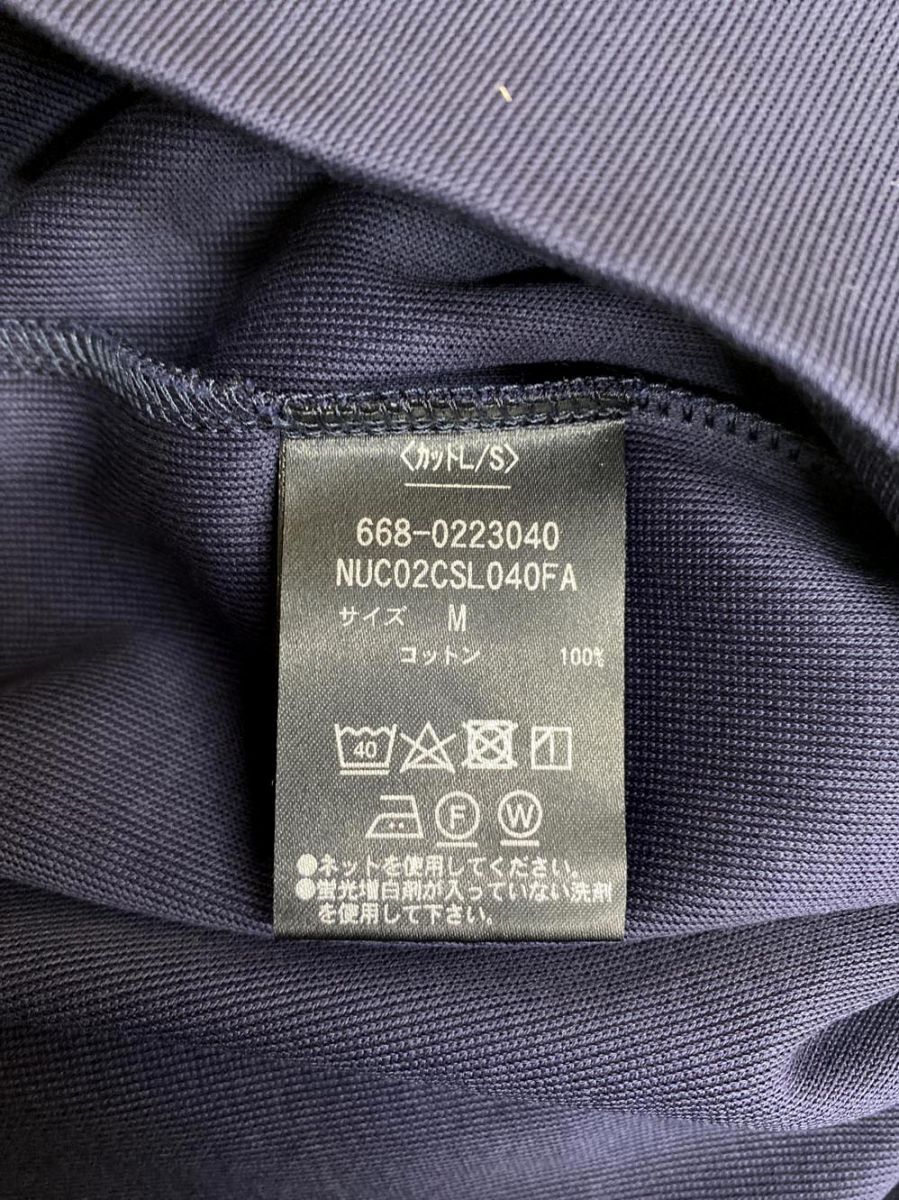 〈カットL/S〉
668-0223040
NUC02CSL040FA
サイズ M
コットン 100%
40
F W
●ネットを使用してください。
●蛍光増白剤が入っていない洗剤
を使用して下さい。